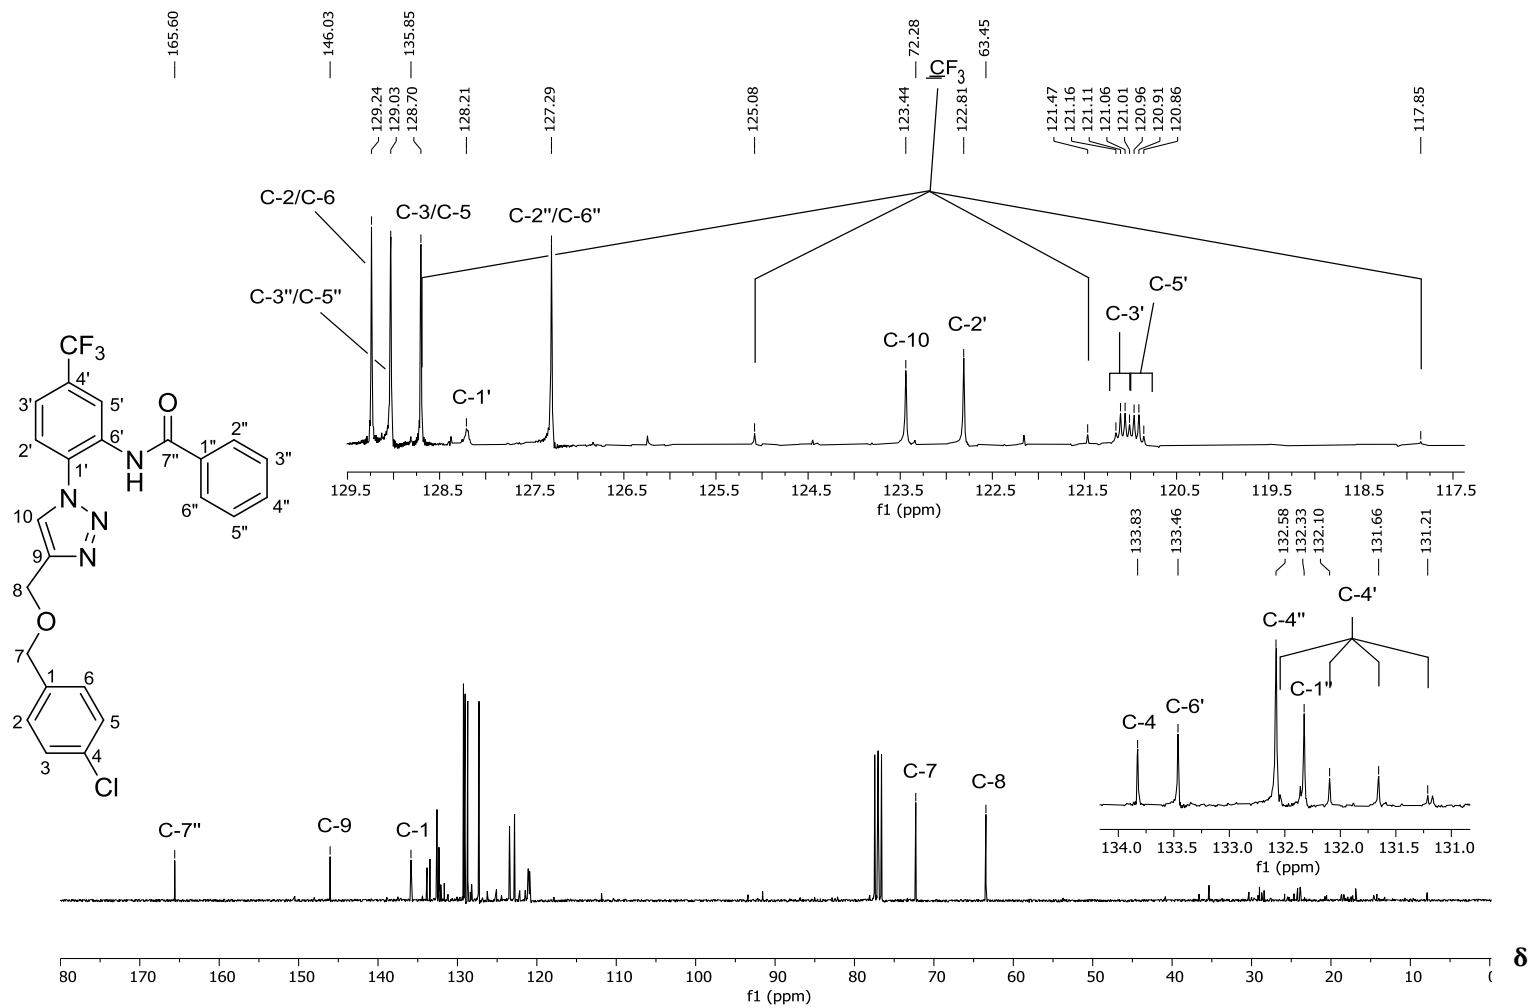 165.60
146.03
135.85
72.28
63.45
129.24
129.03
128.70
128.21
127.29
125.08
123.44
122.81
121.47
121.16
121.11
121.06
121.01
120.96
120.91
120.86
117.85
CF3
C-2/C-6
C-3/C-5
C-2"/C-6"
C-3"/C-5"
C-1'
C-10
C-2'
C-3'
C-5'
129.5 128.5 127.5 126.5 125.5 124.5 123.5 122.5 121.5 120.5 119.5 118.5 117.5
f1 (ppm)
CF3
4'
3'
5'
O
2'
6'
1'
N
H
7"
1"
2"
3"
4"
5"
6"
N
N
N
10
9
8
O
7
1
6
2
5
3
4
Cl
133.83
133.46
132.58
132.33
132.10
131.66
131.21
C-4'
C-4"
C-1"
C-6'
C-4
134.0 133.5 133.0 132.5 132.0 131.5 131.0
f1 (ppm)
C-7"
C-9
C-1
C-7
C-8
80 170 160 150 140 130 120 110 100 90 80 70 60 50 40 30 20 10 0
f1 (ppm)
δ